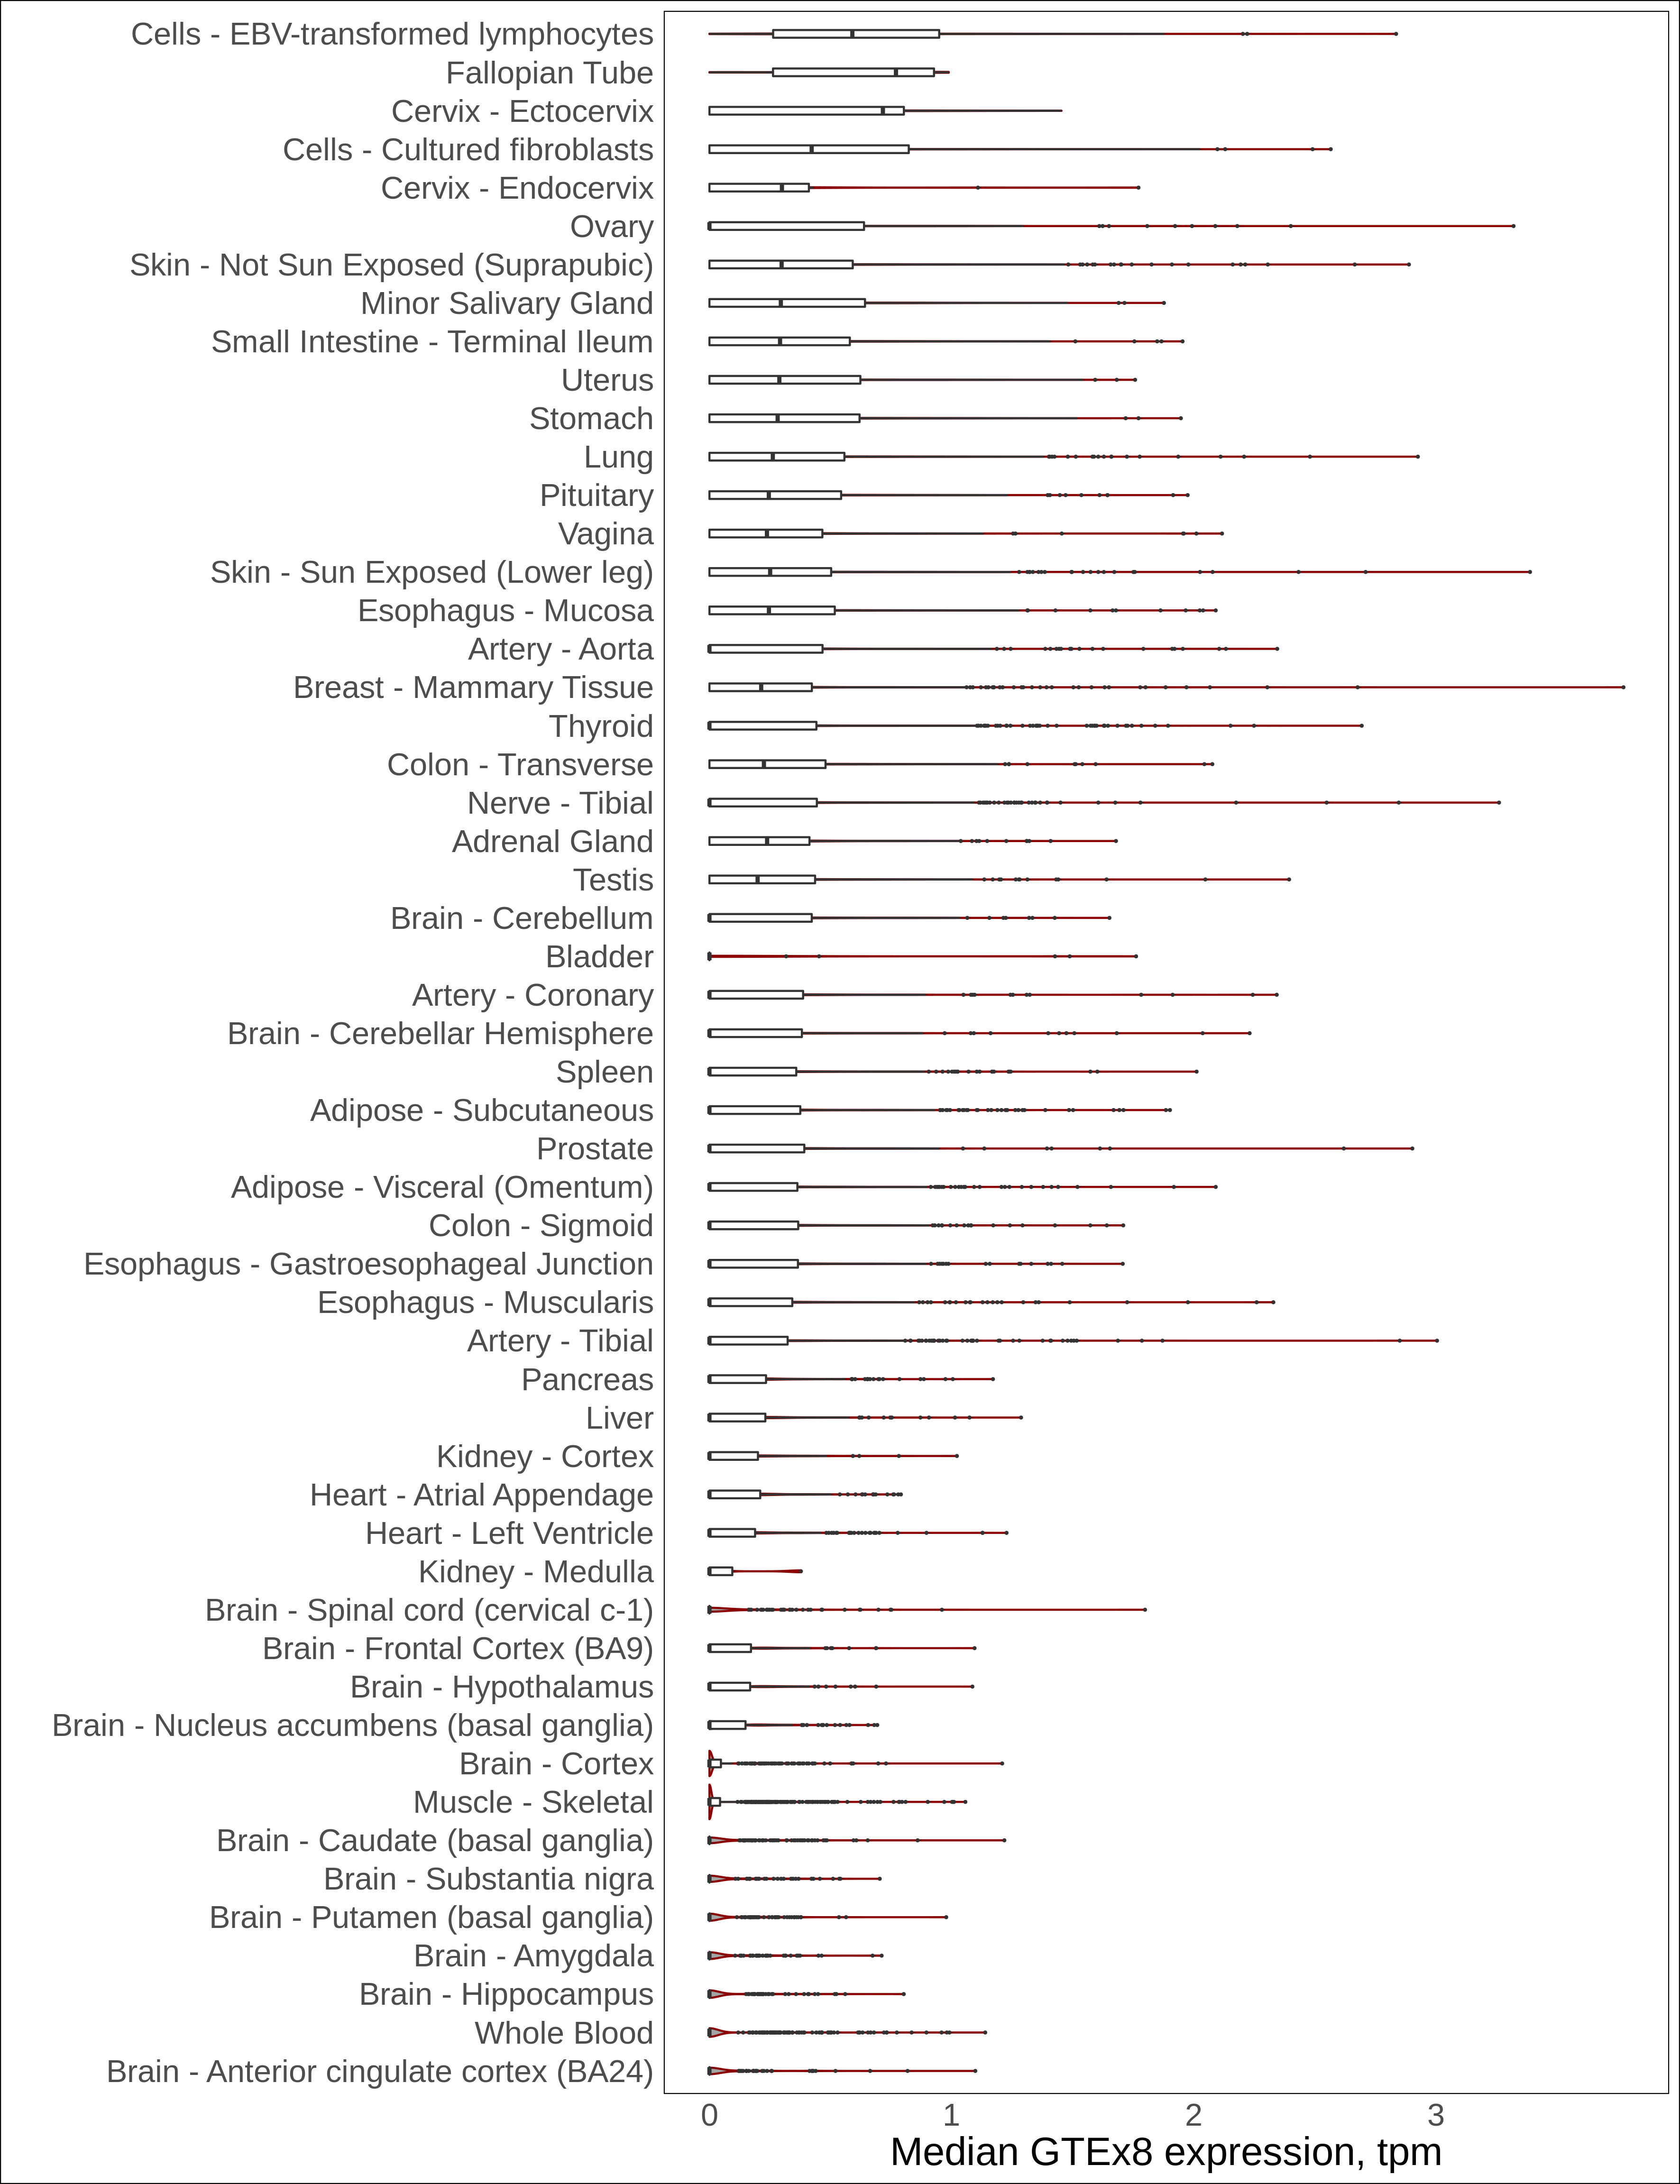 Cells - EBV-transformed lymphocytes
Fallopian Tube
Cervix - Ectocervix
Cells - Cultured fibroblasts
Cervix - Endocervix
Ovary
Skin - Not Sun Exposed (Suprapubic)
Minor Salivary Gland
Small Intestine - Terminal Ileum
Uterus
Stomach
Lung
Pituitary
Vagina
Skin - Sun Exposed (Lower leg)
Esophagus - Mucosa
Artery - Aorta
Breast - Mammary Tissue
Thyroid
Colon - Transverse
Nerve - Tibial
Adrenal Gland
Testis
Brain - Cerebellum
Bladder
Artery - Coronary
Brain - Cerebellar Hemisphere
Spleen
Adipose - Subcutaneous
Prostate
Adipose - Visceral (Omentum)
Colon - Sigmoid
Esophagus - Gastroesophageal Junction
Esophagus - Muscularis
Artery - Tibial
Pancreas
Liver
Kidney - Cortex
Heart - Atrial Appendage
Heart - Left Ventricle
Kidney - Medulla
Brain - Spinal cord (cervical c-1)
Brain - Frontal Cortex (BA9)
Brain - Hypothalamus
Brain - Nucleus accumbens (basal ganglia)
Brain - Cortex
Muscle - Skeletal
Brain - Caudate (basal ganglia)
Brain - Substantia nigra
Brain - Putamen (basal ganglia)
Brain - Amygdala
Brain - Hippocampus
Whole Blood
Brain - Anterior cingulate cortex (BA24)
0 1 2 3
Median GTEx8 expression, tpm